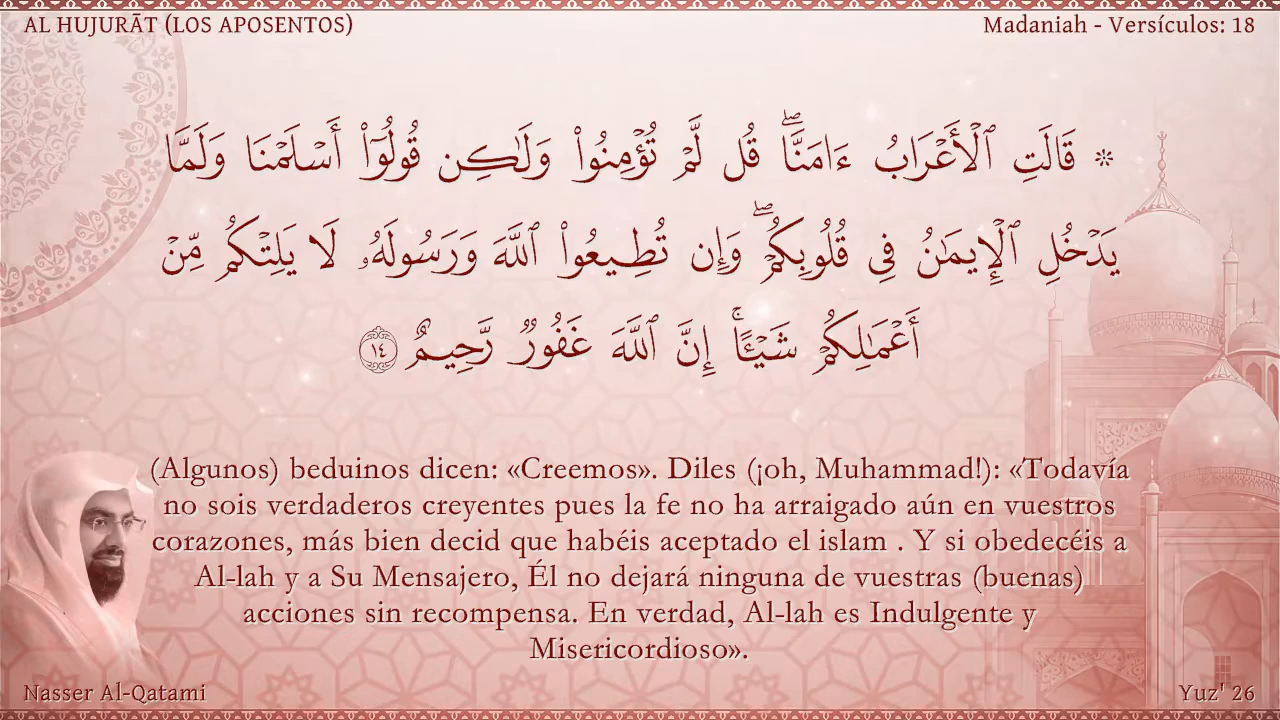 AL HUJURĀT (LOS APOSENTOS)
Madaniah - Versículos: 18
* قَالَتِ ٱلْأَعْرَابُ ءَامَنَّاۖ قُل لَّمْ تُؤْمِنُوا۟ وَلَـٰكِن قُولُوٓا۟ أَسْلَمْنَا وَلَمَّا
يَدْخُلِ ٱلْإِيمَـٰنُ فِى قُلُوبِكُمْۖ وَإِن تُطِيعُوا۟ ٱللَّهَ وَرَسُولَهُۥ لَا يَلِتْكُم مِّنْ
أَعْمَـٰلِكُمْ شَيْـًٔاۚ إِنَّ ٱللَّهَ غَفُورٌ رَّحِيمٌ ١٤
(Algunos) beduinos dicen: «Creemos». Diles (¡oh, Muhammad!): «Todavía
no sois verdaderos creyentes pues la fe no ha arraigado aún en vuestros
corazones, más bien decid que habéis aceptado el islam . Y si obedecéis a
Al-lah y a Su Mensajero, Él no dejará ninguna de vuestras (buenas)
acciones sin recompensa. En verdad, Al-lah es Indulgente y
Misericordioso».
Nasser Al-Qatami
Yuz' 26